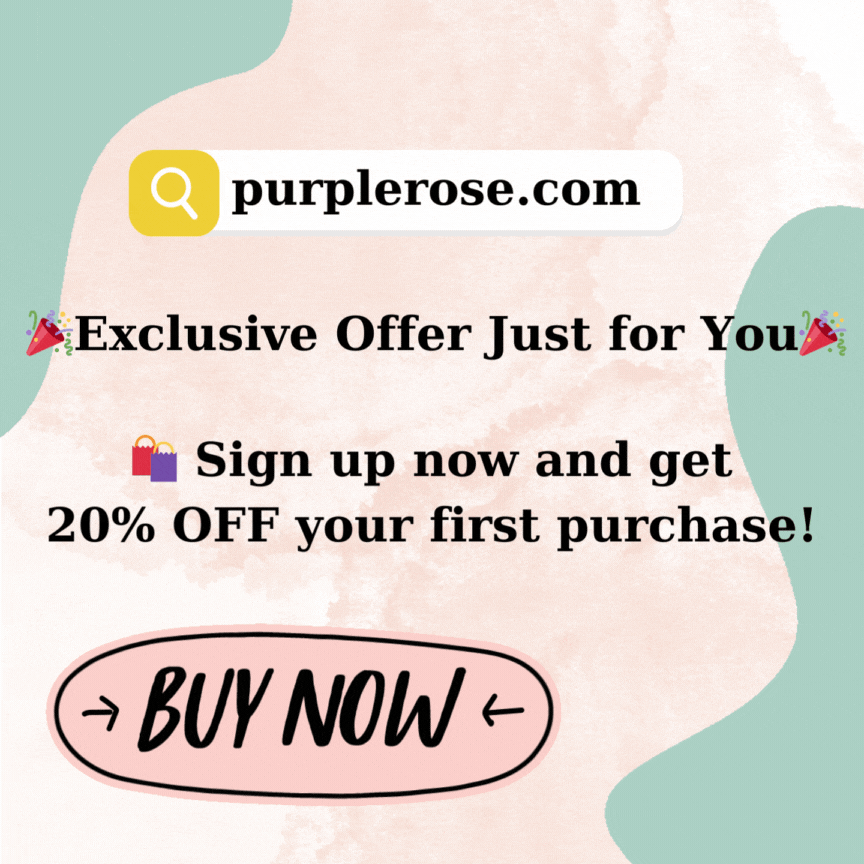 purplerose.com
🎉Exclusive Offer Just for You🎉
🛍️ Sign up now and get
20% OFF your first purchase!
→ BUY NOW ←